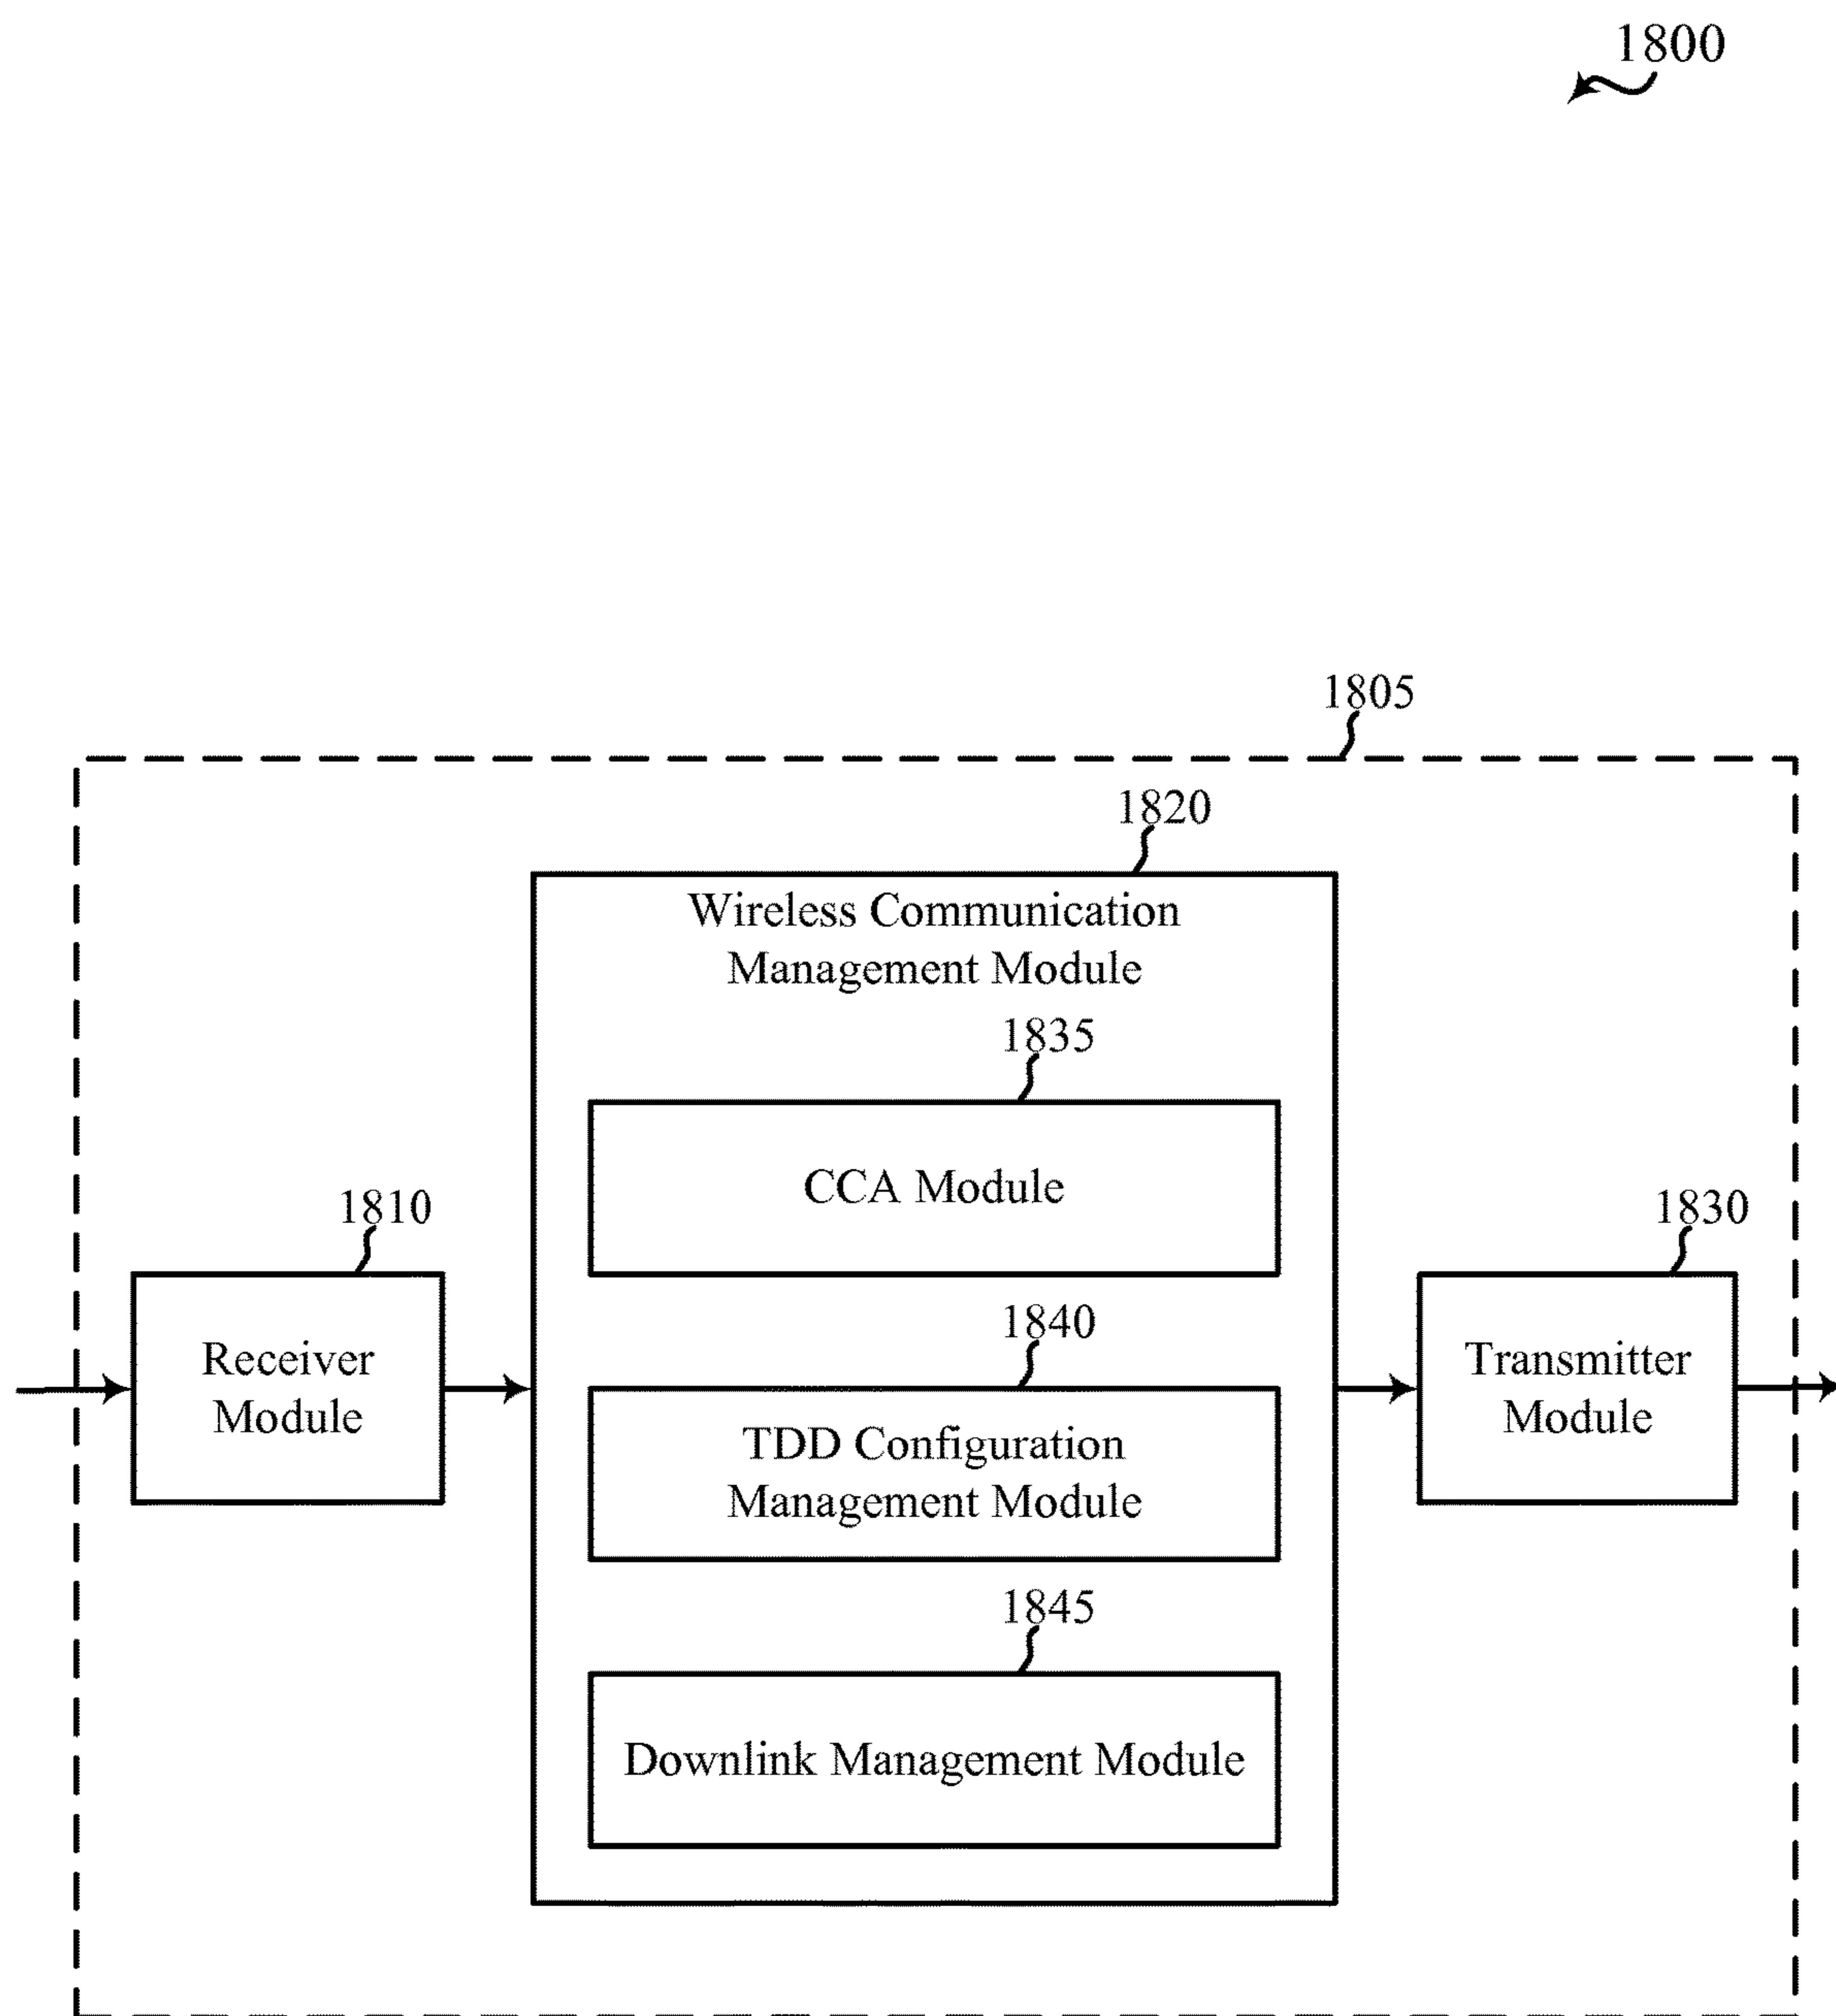 1800
1805
1820
Wireless Communication
Management Module
1835
CCA Module
1810
Receiver
Module
1830
Transmitter
Module
1840
TDD Configuration
Management Module
1845
Downlink Management Module